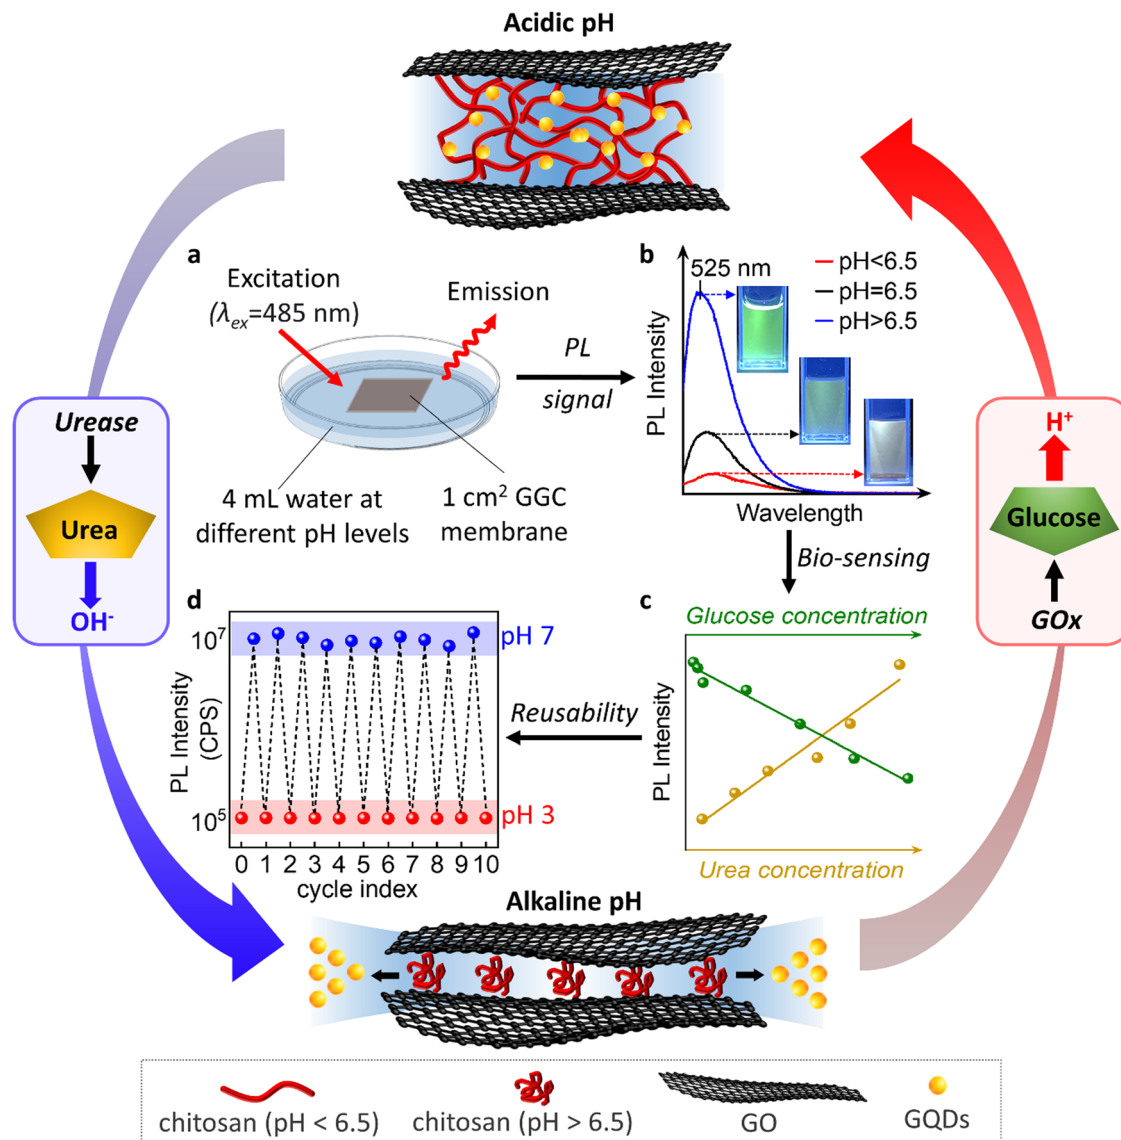 Acidic pH
a
Excitation
(λex=485 nm)
Emission
4 mL water at
different pH levels
1 cm² GGC
membrane
PL
signal
b
525 nm
pH<6.5
pH=6.5
pH>6.5
PL Intensity
Wavelength
Bio-sensing
Urease
Urea
OH⁻
H⁺
Glucose
GOx
d
10⁷
10⁵
PL Intensity
(CPS)
pH 7
pH 3
0 1 2 3 4 5 6 7 8 9 10
cycle index
Reusability
c
Glucose concentration
PL Intensity
Urea concentration
Alkaline pH
chitosan (pH < 6.5)
chitosan (pH > 6.5)
GO
GQDs